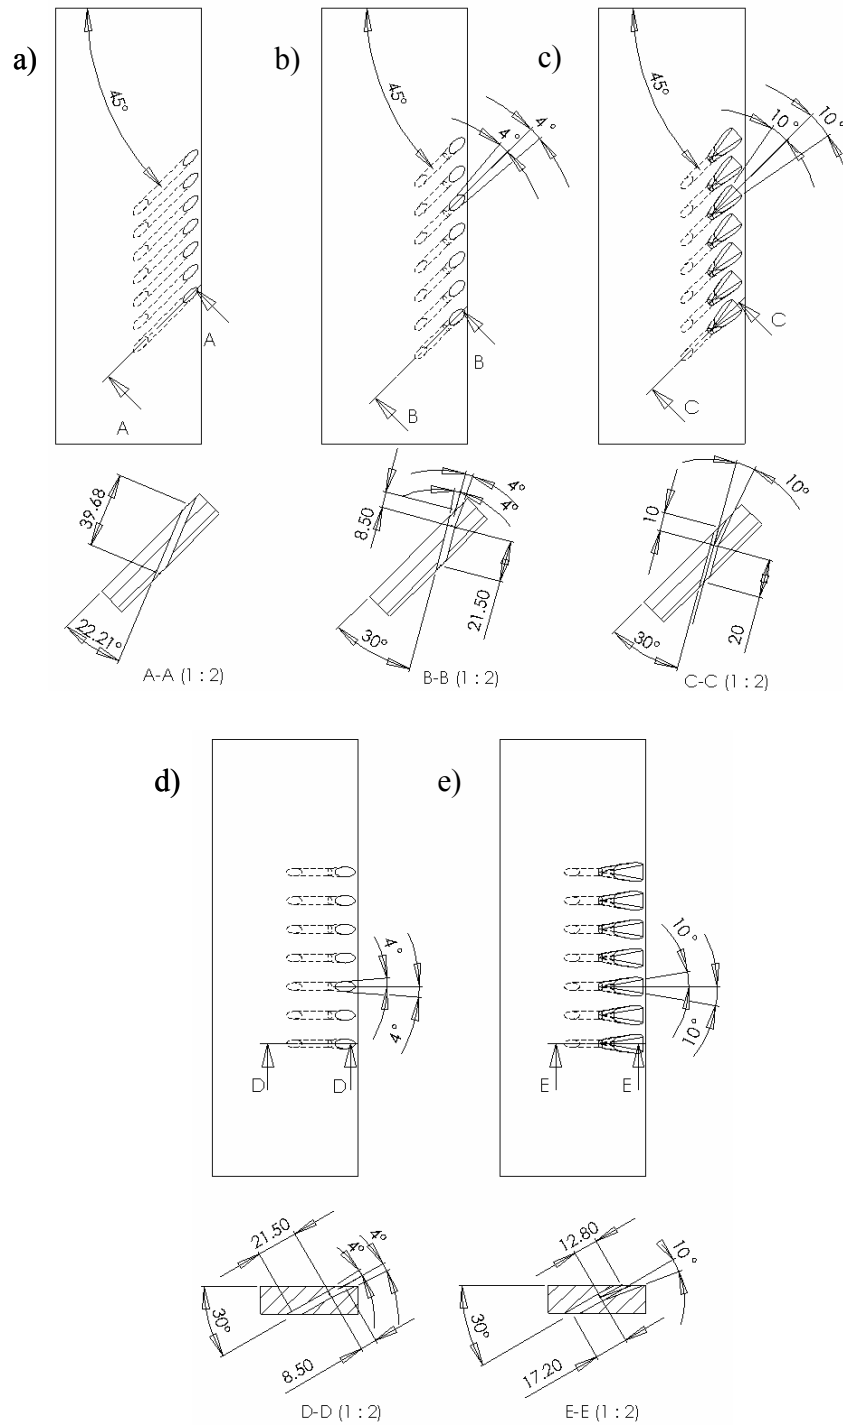 a)
b)
c)
45°
45°
4°
4°
45°
10°
10°
A
A
B
B
C
C
39.68
22.21°
A-A (1 : 2)
8.50
4°
4°
21.50
30°
B-B (1 : 2)
10
10°
20
30°
C-C (1 : 2)
d)
e)
4°
4°
D
D
10°
10°
E
E
21.50
4°
4°
30°
8.50
D-D (1 : 2)
12.80
10°
30°
17.20
E-E (1 : 2)